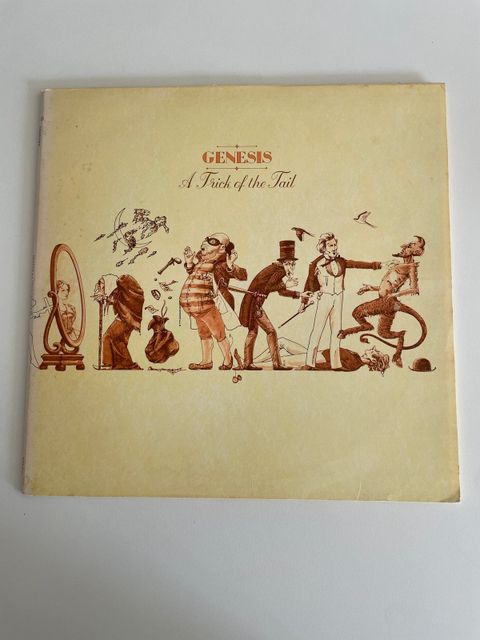 GENESIS
A Trick of the Tail